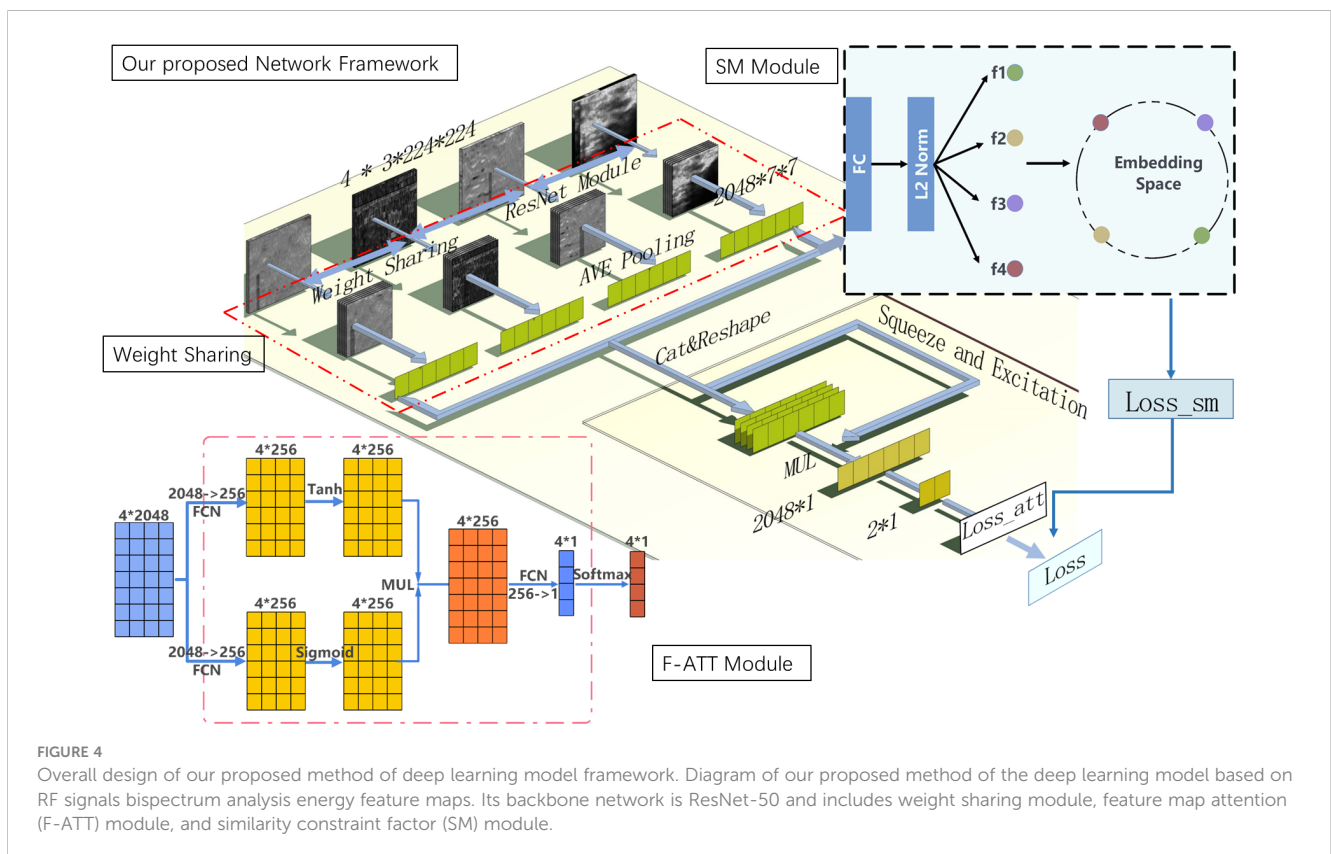 Our proposed Network Framework
SM Module
4 * 3*224*224
ResNet Module
2048*7*7
Weight Sharing
AVE Pooling
FC
L2 Norm
f1
f2
f3
f4
Embedding
Space
Weight Sharing
Cat&Reshape
Squeeze and Excitation
MUL
2048*1
2*1
Loss_att
Loss_sm
Loss
4*2048
2048->256
FCN
4*256
Tanh
4*256
2048->256
FCN
4*256
Sigmoid
4*256
MUL
4*256
FCN
256->1
4*1
Softmax
4*1
F-ATT Module
FIGURE 4
Overall design of our proposed method of deep learning model framework. Diagram of our proposed method of the deep learning model based on
RF signals bispectrum analysis energy feature maps. Its backbone network is ResNet-50 and includes weight sharing module, feature map attention
(F-ATT) module, and similarity constraint factor (SM) module.